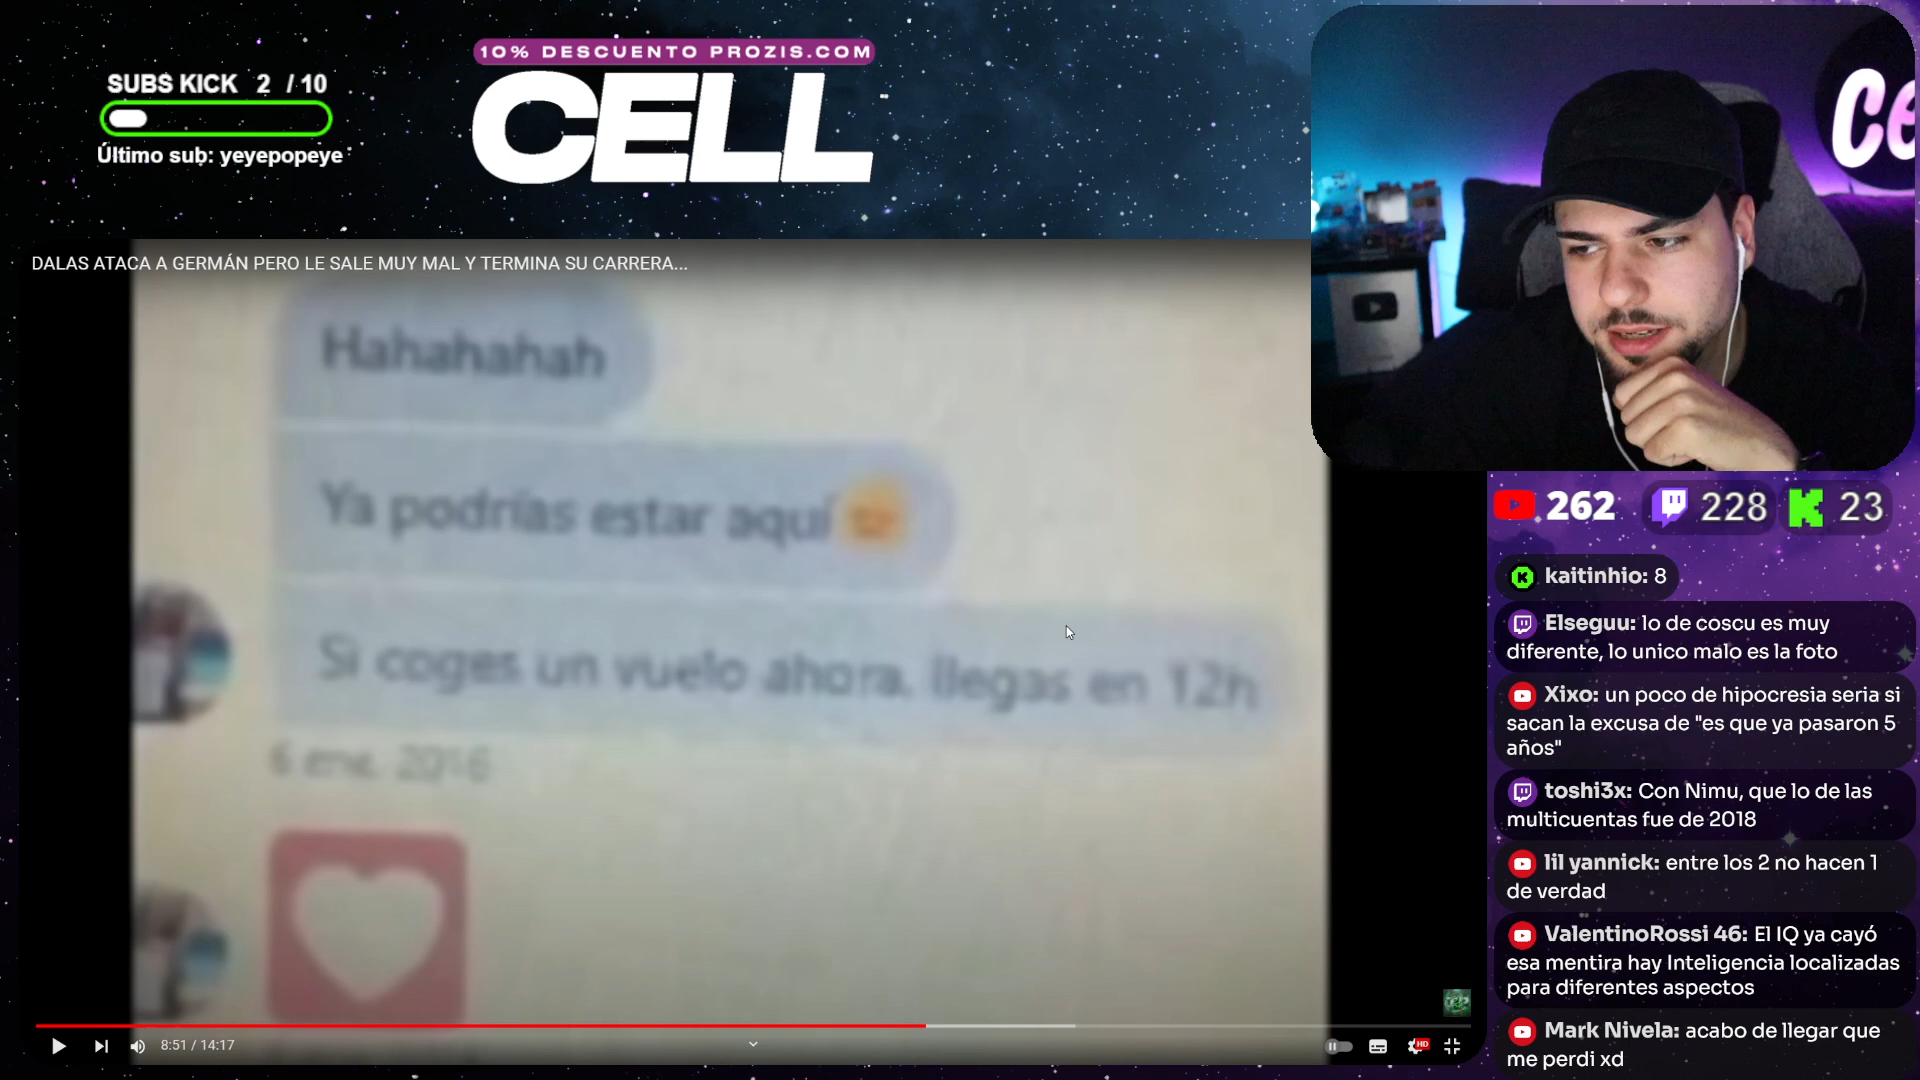 10% DESCUENTO PROZIS.COM
CELL
SUBS KICK 2 / 10
Último sub: yeyepopeye
Ce
DALAS ATACA A GERMÁN PERO LE SALE MUY MAL Y TERMINA SU CARRERA...
Hahahahah
Ya podrías estar aquí
Si coges un vuelo ahora, llegas en 12h
6 ene. 2016
8:51 / 14:17
HD
262
228
23
kaitinhio: 8
Elseguu: lo de coscu es muy
diferente, lo unico malo es la foto
Xixo: un poco de hipocresia seria si
sacan la excusa de "es que ya pasaron 5
años"
toshi3x: Con Nimu, que lo de las
multicuentas fue de 2018
lil yannick: entre los 2 no hacen 1
de verdad
ValentinoRossi 46: El IQ ya cayó
esa mentira hay Inteligencia localizadas
para diferentes aspectos
Mark Nivela: acabo de llegar que
me perdi xd